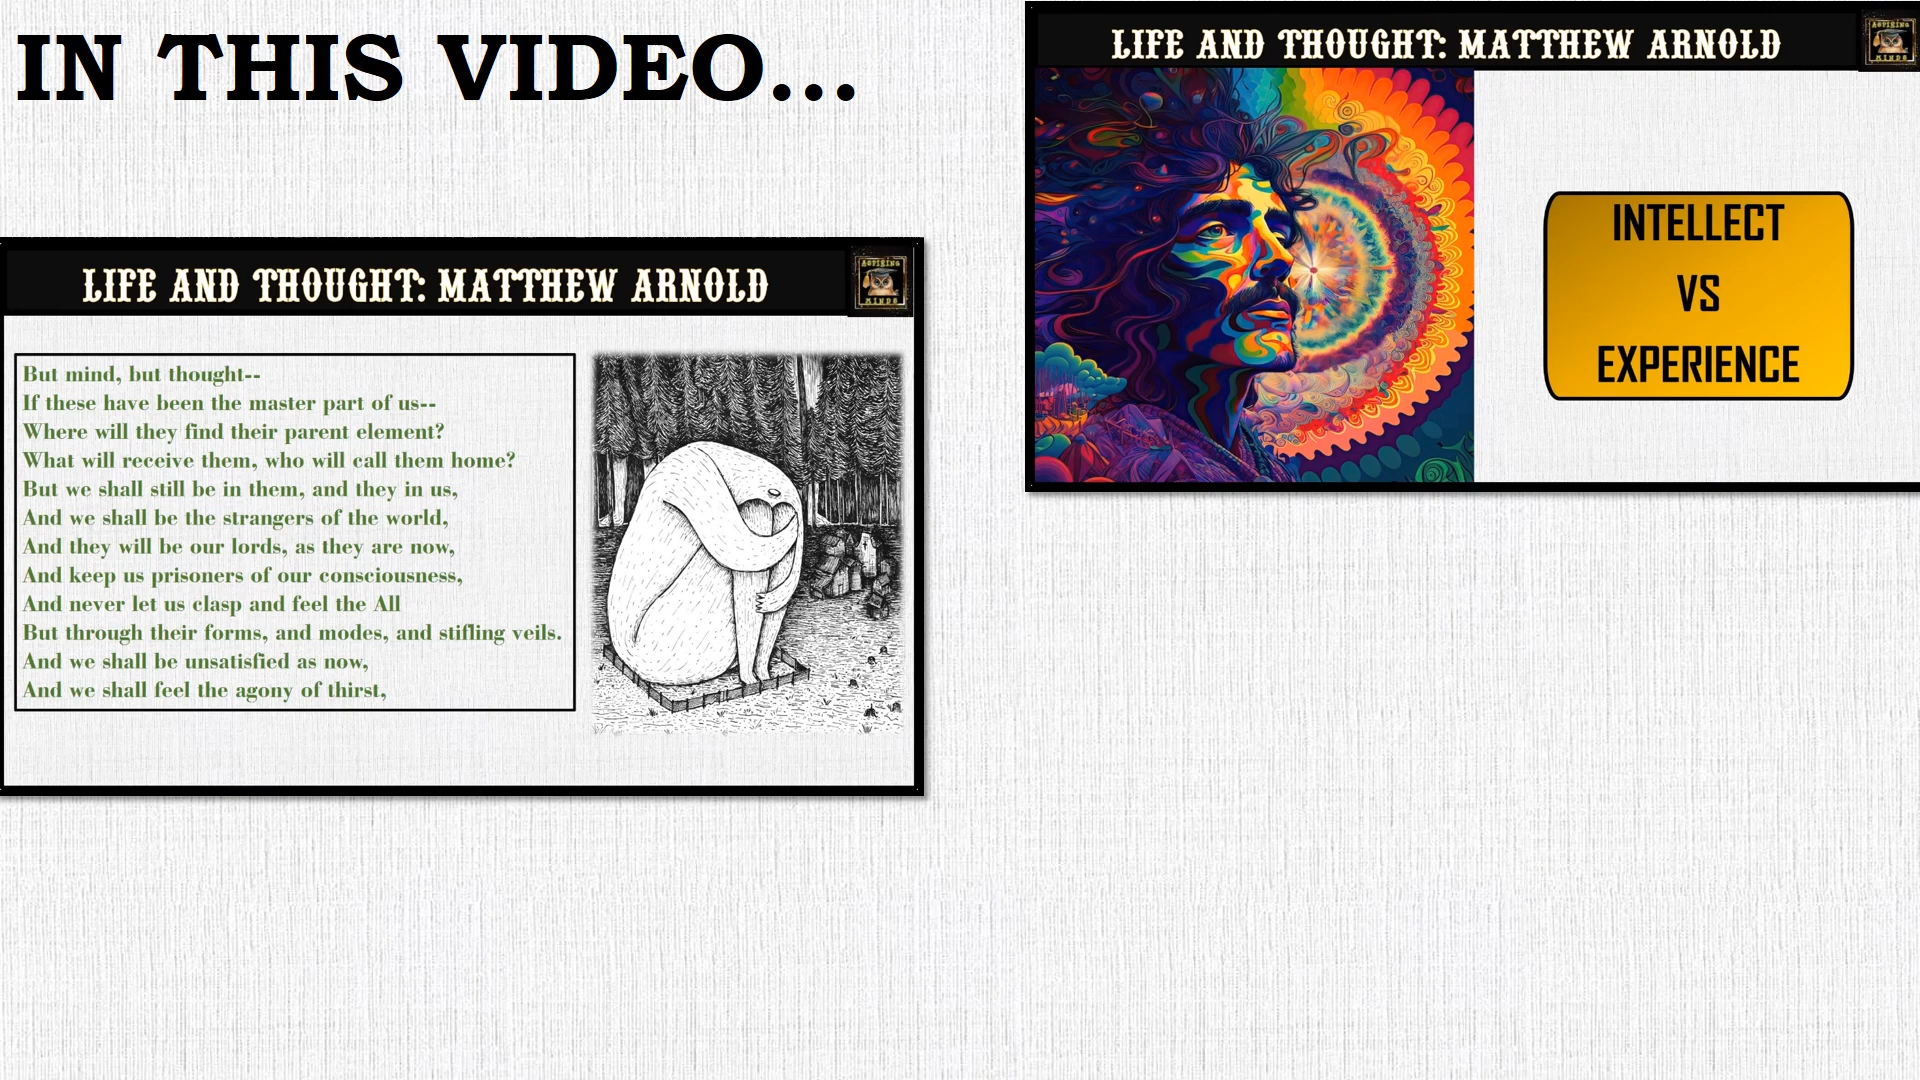 IN THIS VIDEO...
LIFE AND THOUGHT: MATTHEW ARNOLD
ASPIRING
MINDS
But mind, but thought--
If these have been the master part of us--
Where will they find their parent element?
What will receive them, who will call them home?
But we shall still be in them, and they in us,
And we shall be the strangers of the world,
And they will be our lords, as they are now,
And keep us prisoners of our consciousness,
And never let us clasp and feel the All
But through their forms, and modes, and stifling veils.
And we shall be unsatisfied as now,
And we shall feel the agony of thirst,
LIFE AND THOUGHT: MATTHEW ARNOLD
ASPIRING
MINDS
INTELLECT
VS
EXPERIENCE